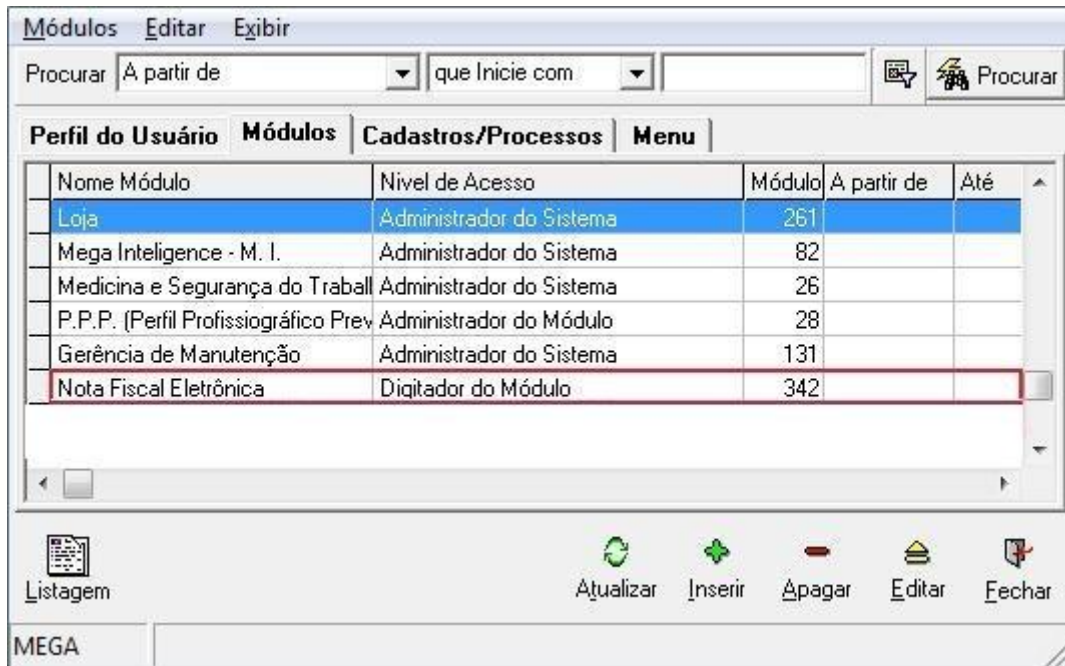 Módulos Editar Exibir
Procurar A partir de que Inicie com Procurar
Perfil do Usuário Módulos Cadastros/Processos Menu
Nome Módulo Nivel de Acesso Módulo A partir de Até
Loja Administrador do Sistema 261
Mega Inteligence - M. I. Administrador do Sistema 82
Medicina e Segurança do Traball Administrador do Sistema 26
P.P.P. (Perfil Profissiográfico Prev Administrador do Módulo 28
Gerência de Manutenção Administrador do Sistema 131
Nota Fiscal Eletrônica Digitador do Módulo 342
Listagem Atualizar Inserir Apagar Editar Fechar
MEGA